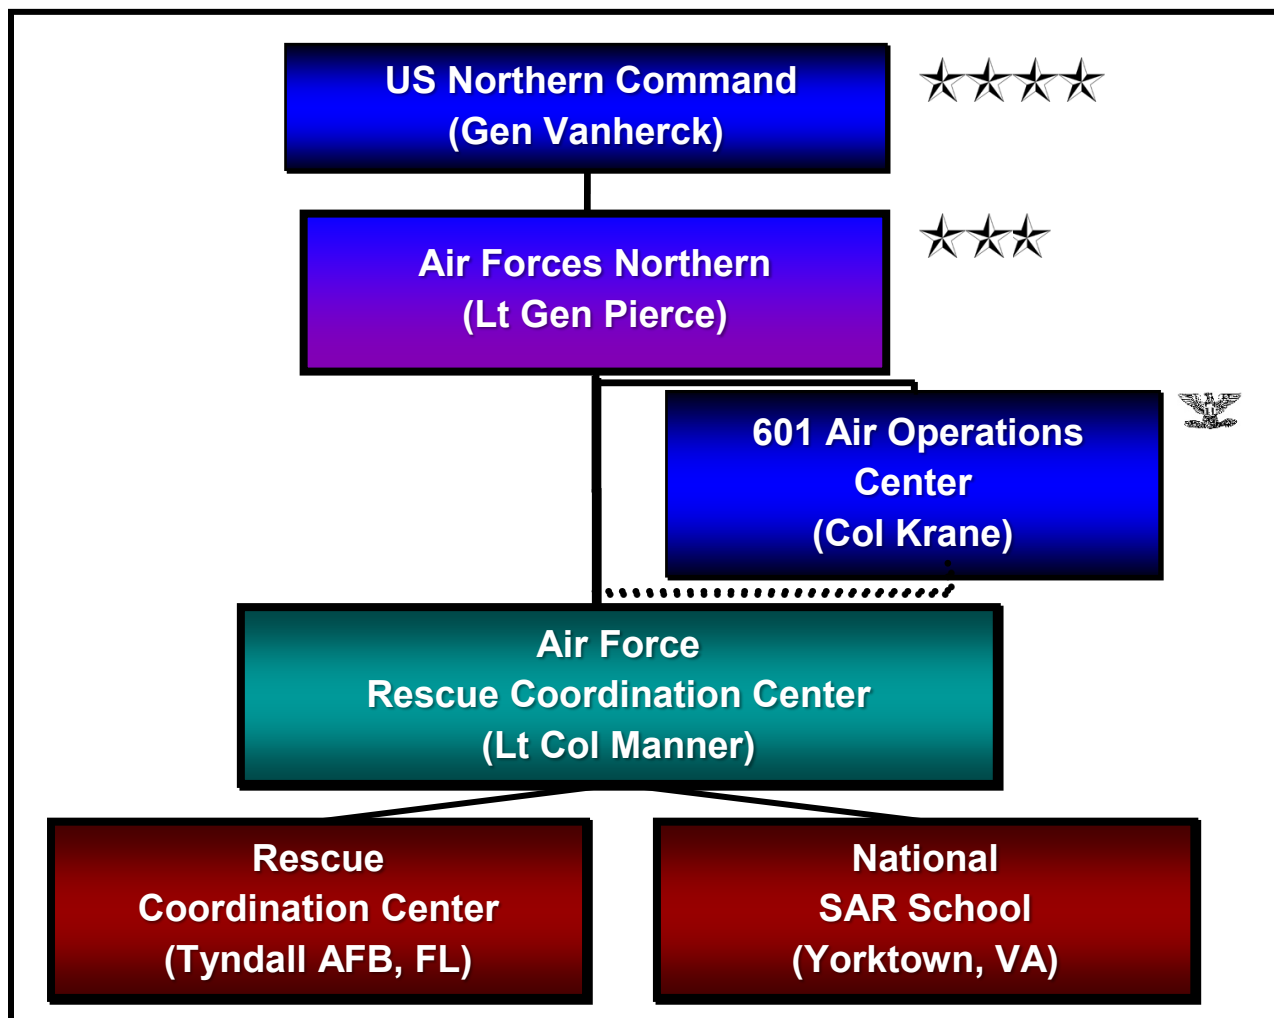 US Northern Command
(Gen Vanherck)
Air Forces Northern
(Lt Gen Pierce)
601 Air Operations
Center
(Col Krane)
Air Force
Rescue Coordination Center
(Lt Col Manner)
Rescue
Coordination Center
(Tyndall AFB, FL)
National
SAR School
(Yorktown, VA)